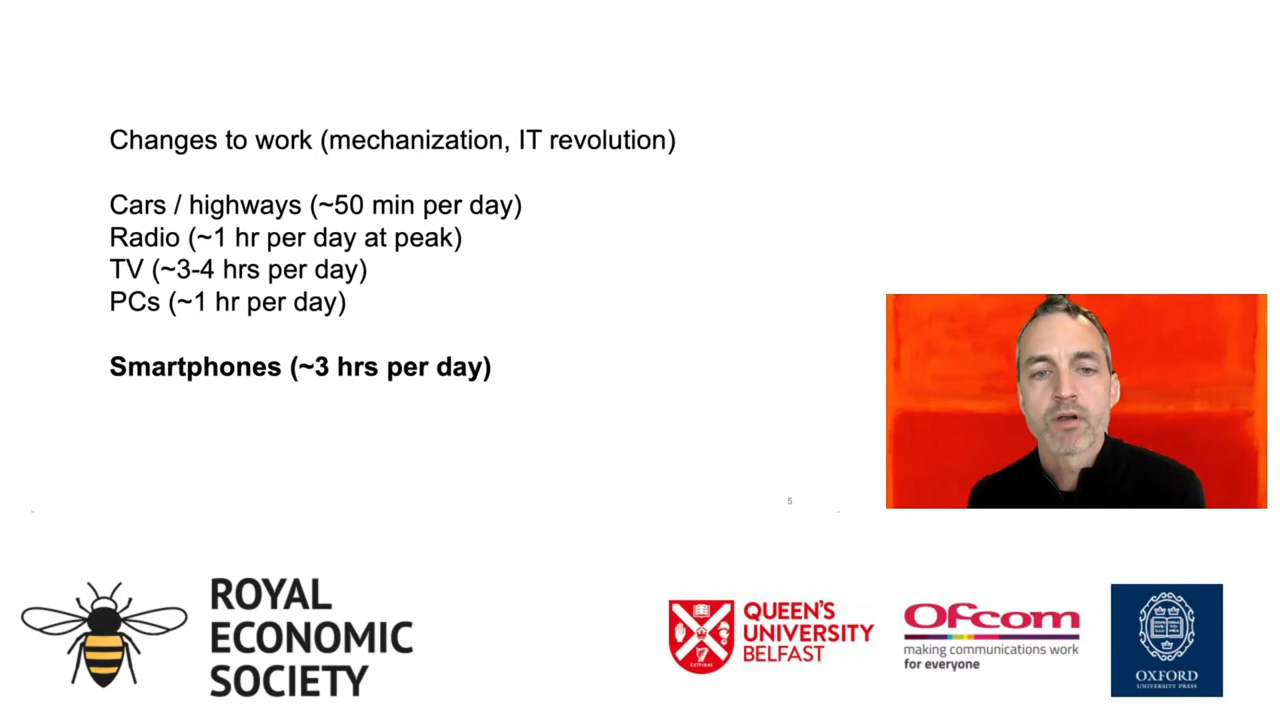 Changes to work (mechanization, IT revolution)
Cars / highways (~50 min per day)
Radio (~1 hr per day at peak)
TV (~3-4 hrs per day)
PCs (~1 hr per day)
Smartphones (~3 hrs per day)
5
ROYAL
ECONOMIC
SOCIETY
QUEEN'S
UNIVERSITY
BELFAST
ESTD1845
Ofcom
making communications work
for everyone
OXFORD
UNIVERSITY PRESS